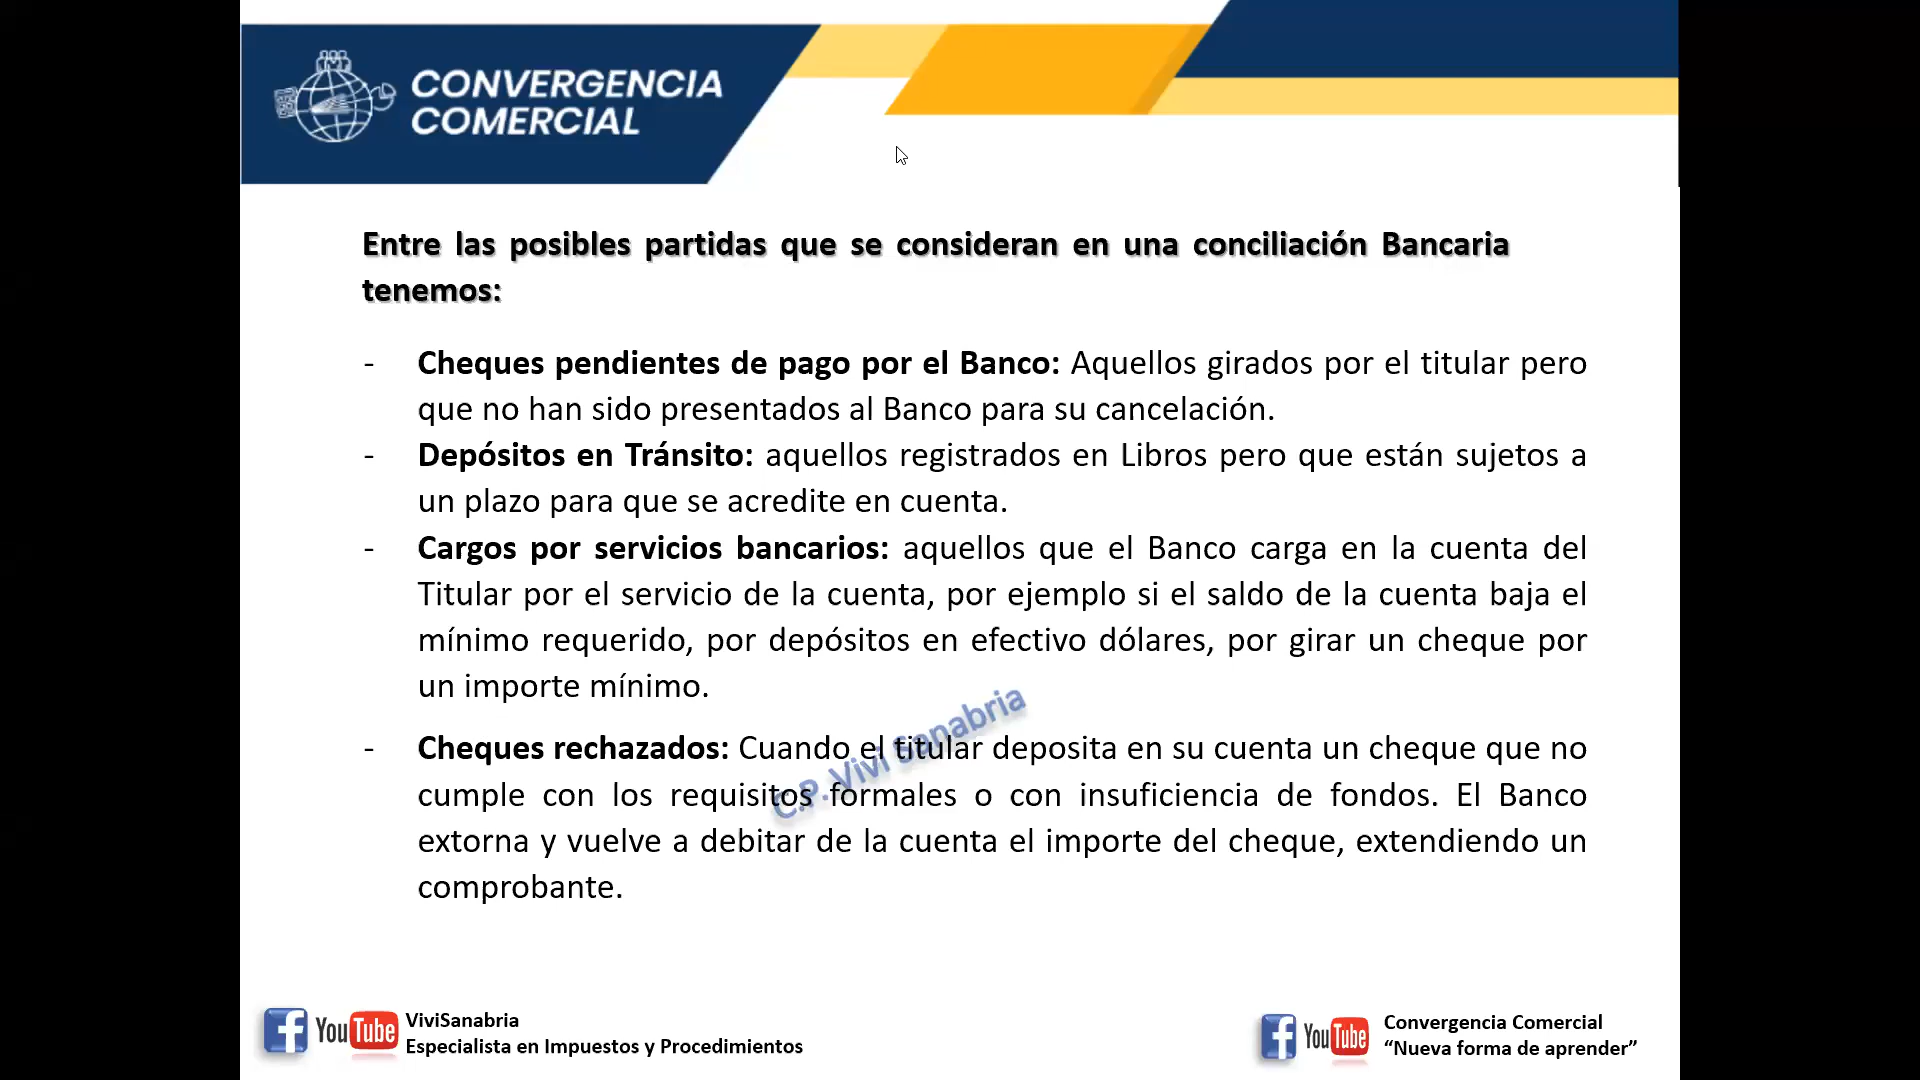 CONVERGENCIA
COMERCIAL
Entre las posibles partidas que se consideran en una conciliación Bancaria
tenemos:
- Cheques pendientes de pago por el Banco: Aquellos girados por el titular pero
que no han sido presentados al Banco para su cancelación.
- Depósitos en Tránsito: aquellos registrados en Libros pero que están sujetos a
un plazo para que se acredite en cuenta.
- Cargos por servicios bancarios: aquellos que el Banco carga en la cuenta del
Titular por el servicio de la cuenta, por ejemplo si el saldo de la cuenta baja el
mínimo requerido, por depósitos en efectivo dólares, por girar un cheque por
un importe mínimo.
- Cheques rechazados: Cuando el titular deposita en su cuenta un cheque que no
cumple con los requisitos formales o con insuficiencia de fondos. El Banco
extorna y vuelve a debitar de la cuenta el importe del cheque, extendiendo un
comprobante.
C.P. Vivi Sanabria
f YouTube ViviSanabria
Especialista en Impuestos y Procedimientos
f YouTube Convergencia Comercial
“Nueva forma de aprender”